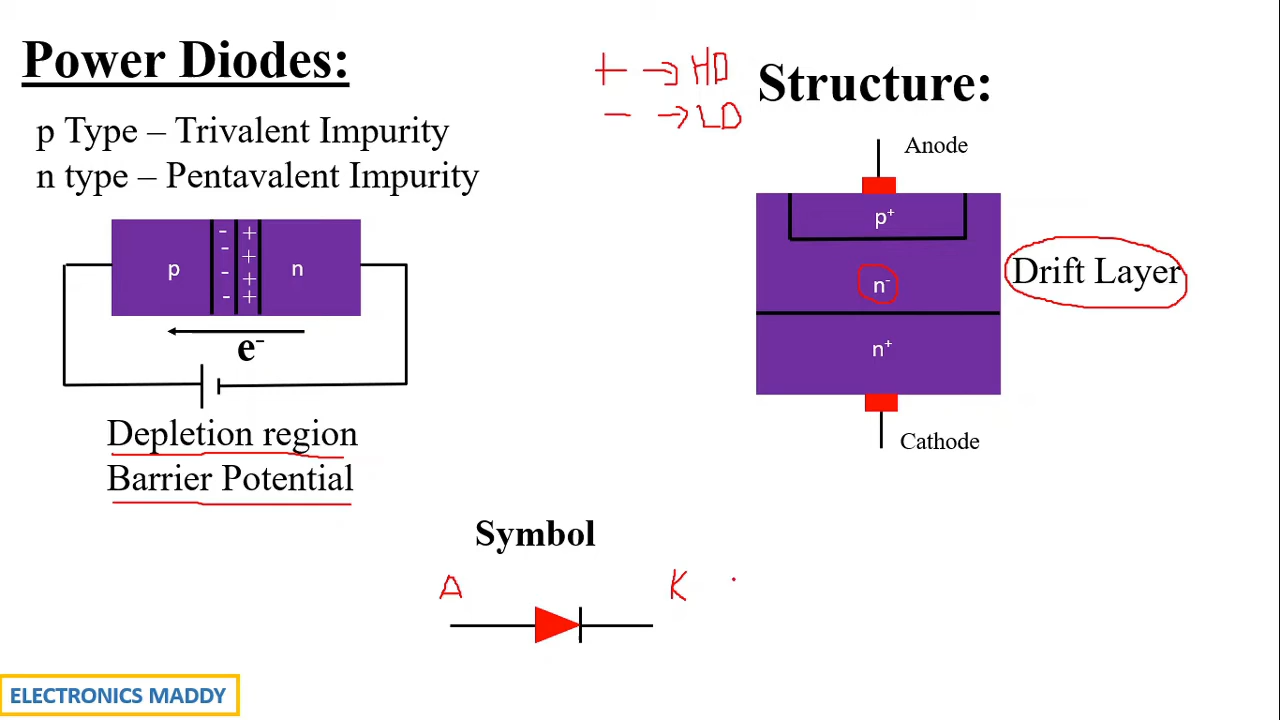 Power Diodes:
p Type – Trivalent Impurity
n type – Pentavalent Impurity
p
- +
- +
- +
- +
n
e-
Depletion region
Barrier Potential
+ → HD
- → LD
Structure:
Anode
p+
n-
Drift Layer
n+
Cathode
Symbol
A K
ELECTRONICS MADDY